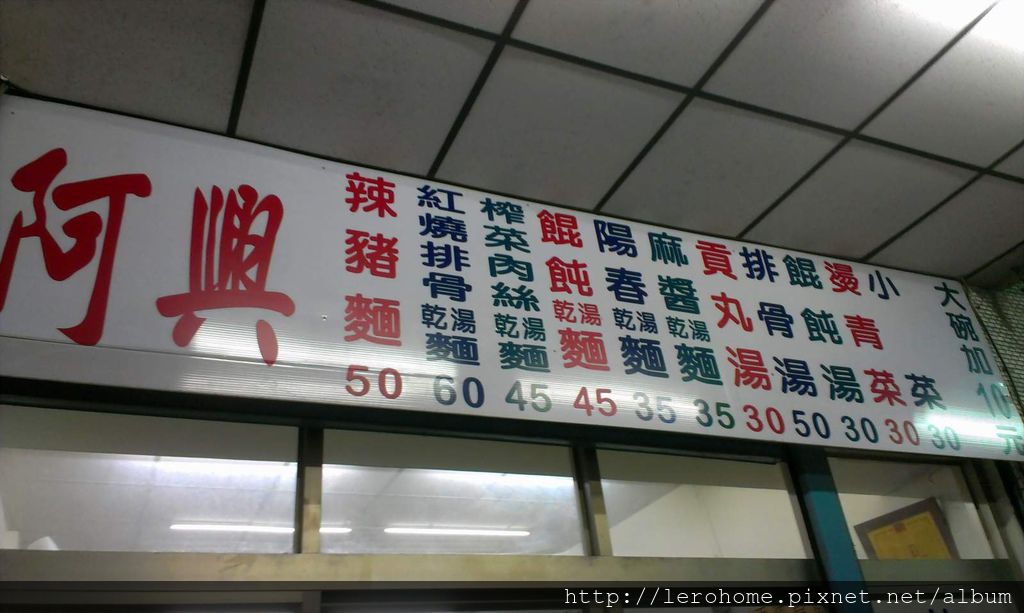 阿興
辣豬麵 50
紅燒排骨乾湯麵 60
榨菜肉絲乾湯麵 45
餛飩乾湯麵 45
陽春乾湯麵 35
麻醬乾湯麵 35
貢丸湯 30
排骨湯 50
餛飩湯 30
燙青菜 30
小菜 30
大碗加10元
http://lerohome.pixnet.net/album